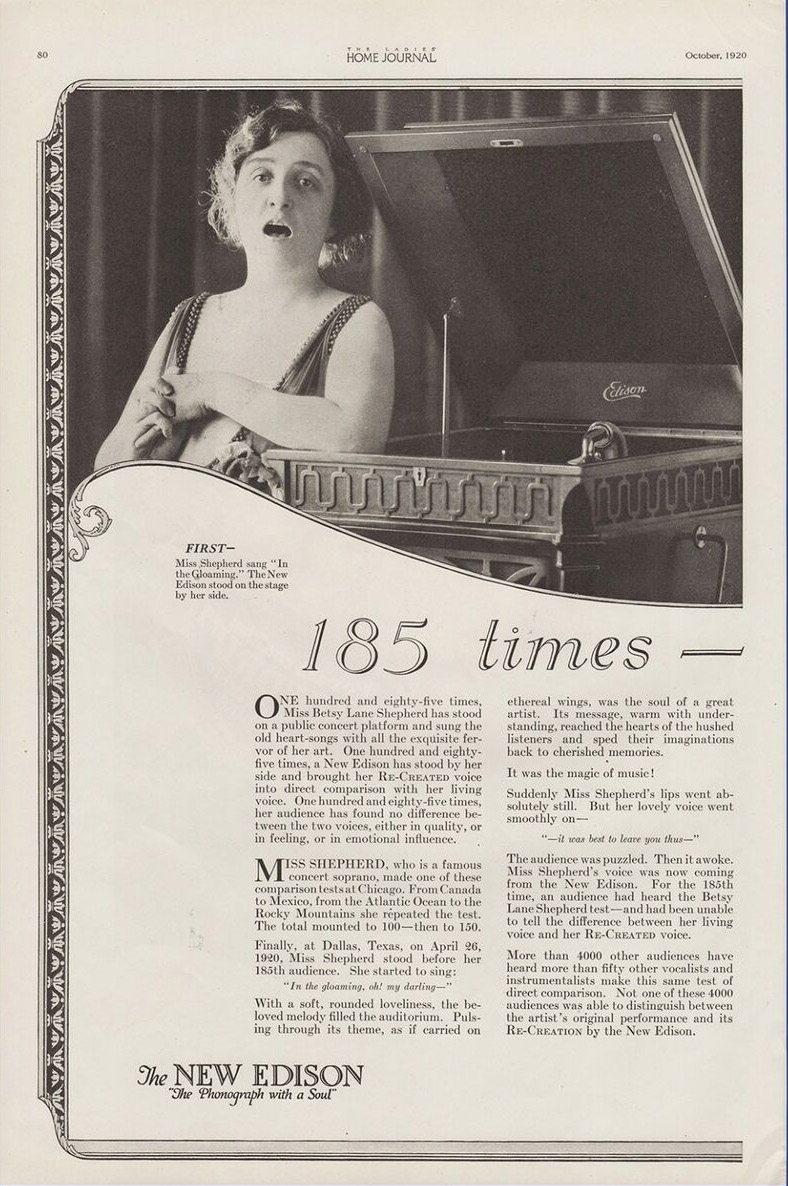 80
THE LADIES'
HOME JOURNAL
October, 1920
Edison
FIRST—
Miss Shepherd sang "In
the Gloaming." The New
Edison stood on the stage
by her side.
185 times —
ONE hundred and eighty-five times,
Miss Betsy Lane Shepherd has stood
on a public concert platform and sung the
old heart-songs with all the exquisite fer-
vor of her art. One hundred and eighty-
five times, a New Edison has stood by her
side and brought her RE-CREATED voice
into direct comparison with her living
voice. One hundred and eighty-five times,
her audience has found no difference be-
tween the two voices, either in quality, or
in feeling, or in emotional influence.
MISS SHEPHERD, who is a famous
concert soprano, made one of these
comparison tests at Chicago. From Canada
to Mexico, from the Atlantic Ocean to the
Rocky Mountains she repeated the test.
The total mounted to 100—then to 150.
Finally, at Dallas, Texas, on April 26,
1920, Miss Shepherd stood before her
185th audience. She started to sing:
"In the gloaming, oh! my darling—"
With a soft, rounded loveliness, the be-
loved melody filled the auditorium. Puls-
ing through its theme, as if carried on
ethereal wings, was the soul of a great
artist. Its message, warm with under-
standing, reached the hearts of the hushed
listeners and sped their imaginations
back to cherished memories.
It was the magic of music!
Suddenly Miss Shepherd's lips went ab-
solutely still. But her lovely voice went
smoothly on—
"—it was best to leave you thus—"
The audience was puzzled. Then it awoke.
Miss Shepherd's voice was now coming
from the New Edison. For the 185th
time, an audience had heard the Betsy
Lane Shepherd test—and had been unable
to tell the difference between her living
voice and her RE-CREATED voice.
More than 4000 other audiences have
heard more than fifty other vocalists and
instrumentalists make this same test of
direct comparison. Not one of these 4000
audiences was able to distinguish between
the artist's original performance and its
RE-CREATION by the New Edison.
The NEW EDISON
"The Phonograph with a Soul"